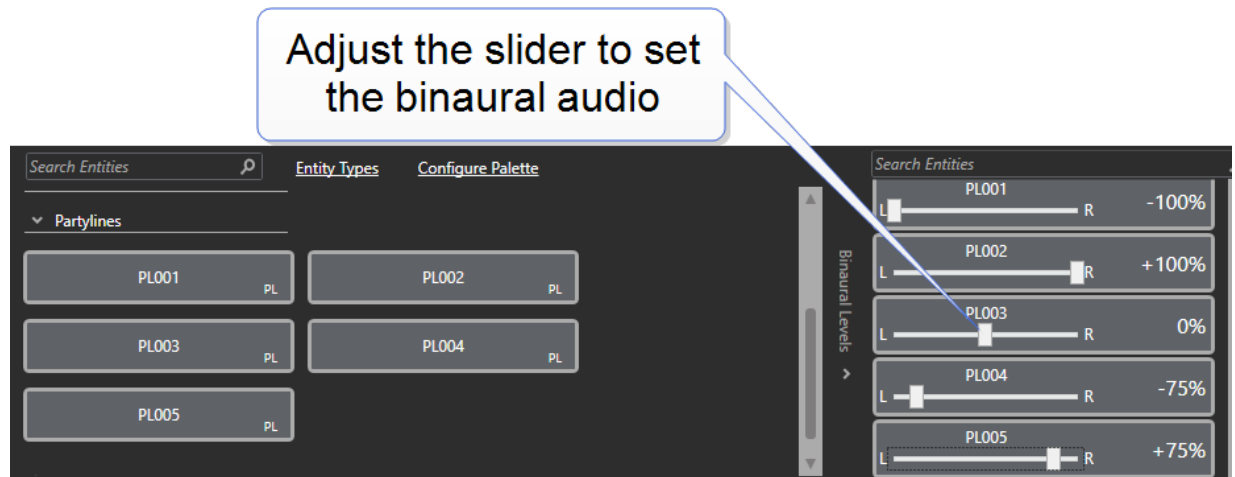 Adjust the slider to set
the binaural audio
Search Entities
Entity Types
Configure Palette
Partylines
PL001
PL
PL002
PL
PL003
PL
PL004
PL
PL005
PL
Binaural Levels
Search Entities
PL001
L
R
-100%
PL002
L
R
+100%
PL003
L
R
0%
PL004
L
R
-75%
PL005
L
R
+75%